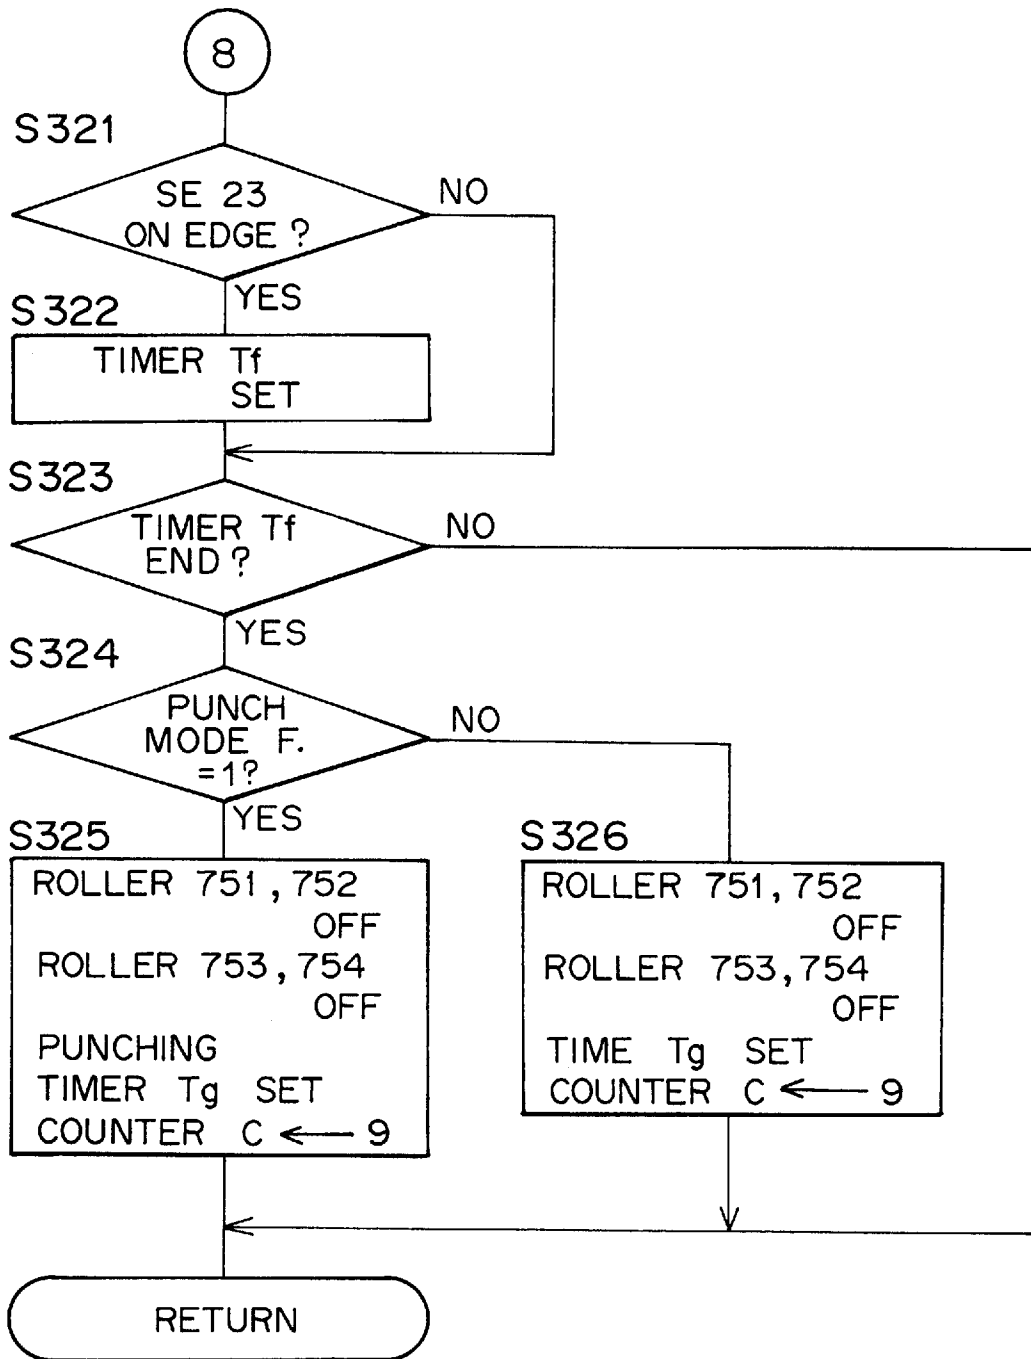 8
S321
SE 23
ON EDGE?
NO
YES
S322
TIMER Tf
SET
S323
TIMER Tf
END?
NO
YES
S324
PUNCH
MODE F.
=1?
NO
YES
S325
ROLLER 751, 752
OFF
ROLLER 753, 754
OFF
PUNCHING
TIMER Tg SET
COUNTER C ← 9
S326
ROLLER 751, 752
OFF
ROLLER 753, 754
OFF
TIME Tg SET
COUNTER C ← 9
RETURN